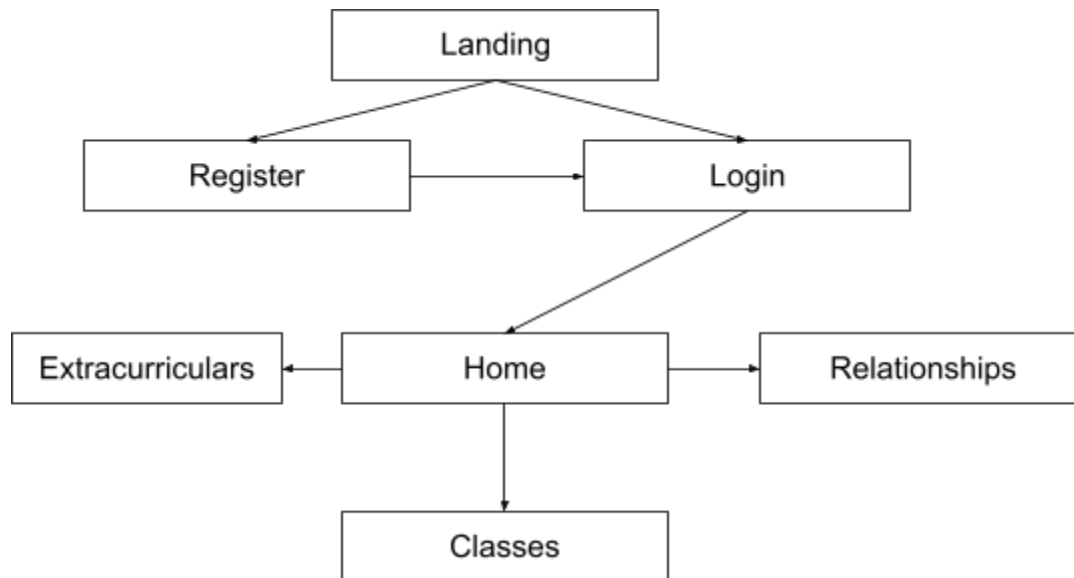 Landing
Register
Login
Extracurriculars
Home
Relationships
Classes